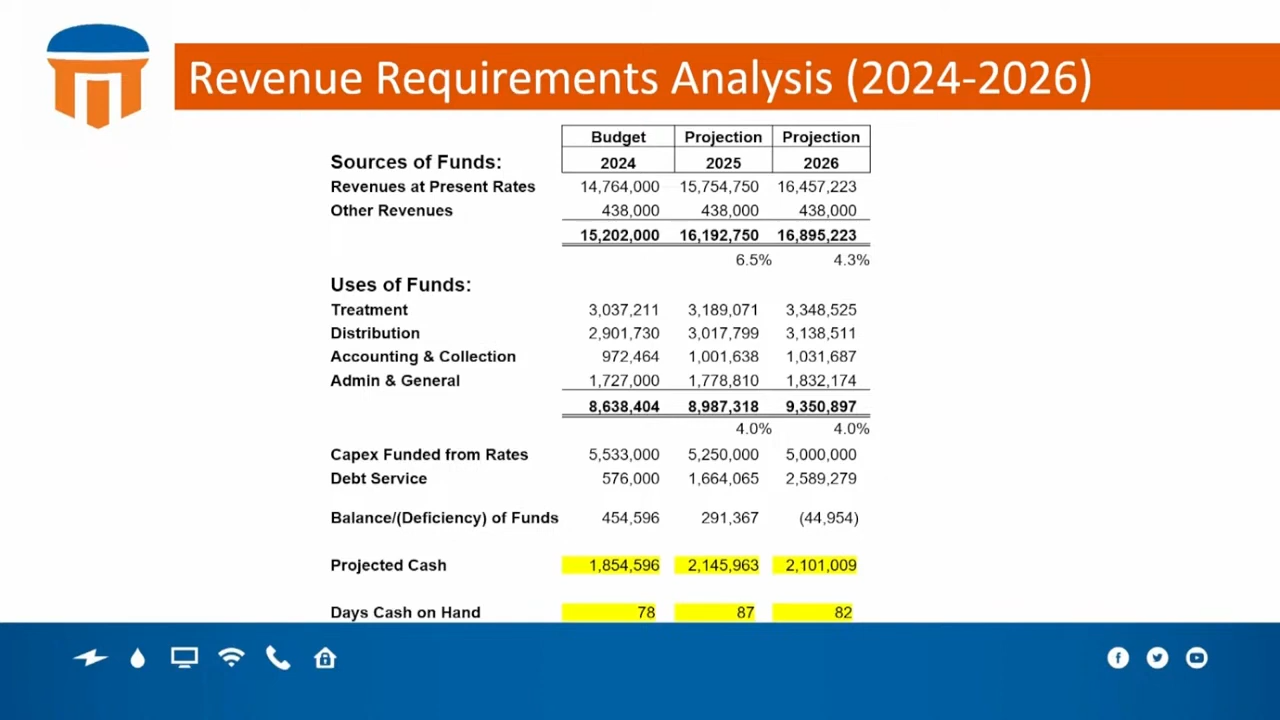 Revenue Requirements Analysis (2024-2026)
Budget Projection Projection
Sources of Funds: 2024 2025 2026
Revenues at Present Rates 14,764,000 15,754,750 16,457,223
Other Revenues 438,000 438,000 438,000
15,202,000 16,192,750 16,895,223
6.5% 4.3%
Uses of Funds:
Treatment 3,037,211 3,189,071 3,348,525
Distribution 2,901,730 3,017,799 3,138,511
Accounting & Collection 972,464 1,001,638 1,031,687
Admin & General 1,727,000 1,778,810 1,832,174
8,638,404 8,987,318 9,350,897
4.0% 4.0%
Capex Funded from Rates 5,533,000 5,250,000 5,000,000
Debt Service 576,000 1,664,065 2,589,279
Balance/(Deficiency) of Funds 454,596 291,367 (44,954)
Projected Cash 1,854,596 2,145,963 2,101,009
Days Cash on Hand 78 87 82